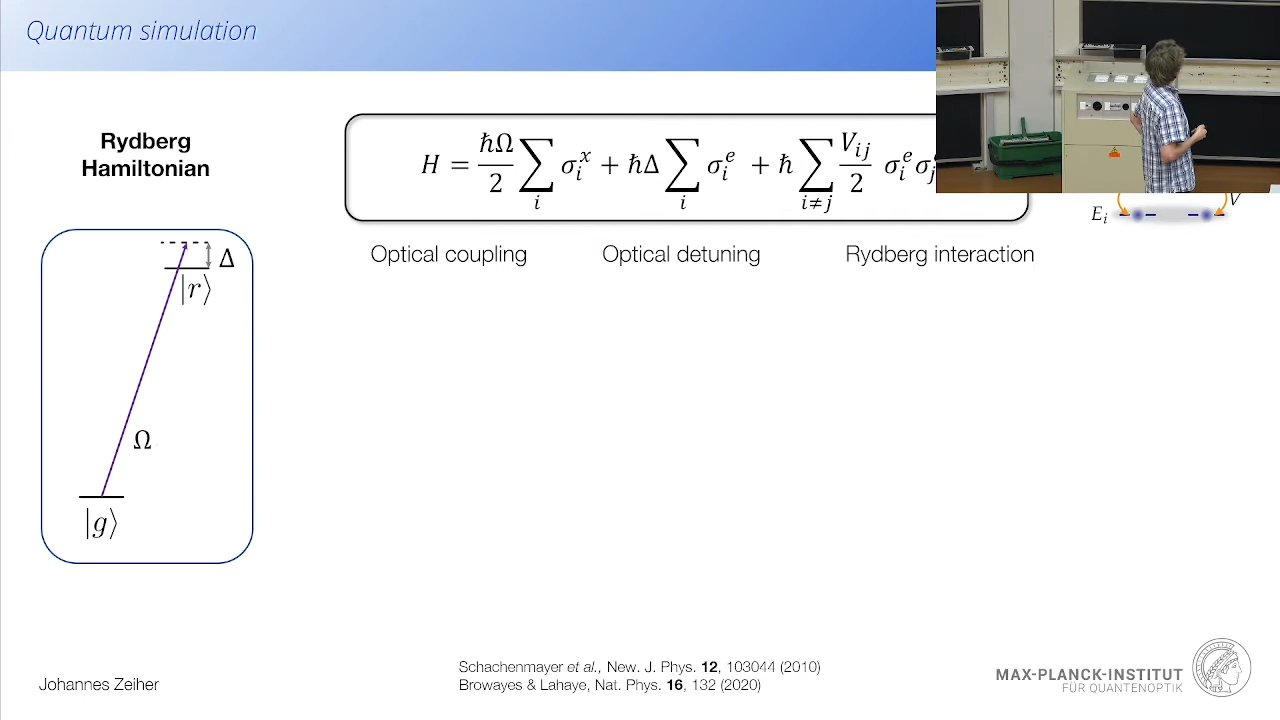 Quantum simulation
Rydberg
Hamiltonian
H = ħΩ/2 ∑_i σ_i^x + ħΔ ∑_i σ_i^e + ħ ∑_{i≠j} V_ij/2 σ_i^e σ_j
Optical coupling
Optical detuning
Rydberg interaction
E_i
V
Δ
|r⟩
Ω
|g⟩
Schachenmayer et al., New. J. Phys. 12, 103044 (2010)
Browayes & Lahaye, Nat. Phys. 16, 132 (2020)
Johannes Zeiher
MAX-PLANCK-INSTITUT
FÜR QUANTENOPTIK